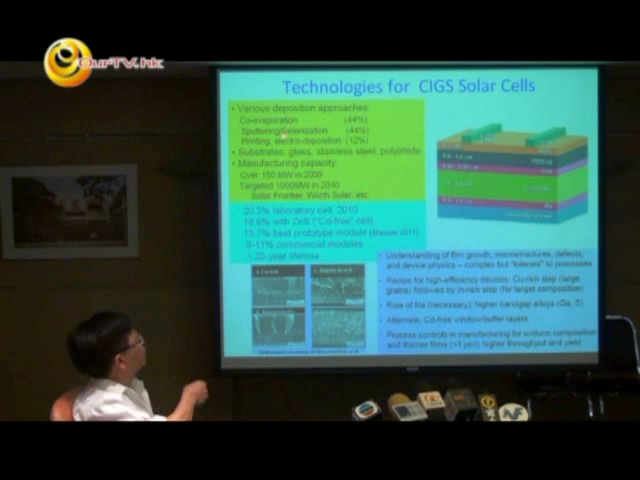 OurTV.hk
Technologies for CIGS Solar Cells
• Various deposition approaches:
Co-evaporation (44%)
Sputtering/Selenization (44%)
Printing, electrodeposition (12%)
• Substrates: glass, stainless steel, polyimide
• Manufacturing capacity:
Over 150 MW in 2009
Targeted 1000MW in 2010
Solar Frontier, Wurth Solar, etc
20.3% laboratory cell, 2010
18.6% with ZnS ("Cd-free" cell)
15.7% best prototype module (Miasole 2011)
9-11% commercial modules
> 20-year lifetime
• Understanding of film growth, microstructures, defects,
and device physics – complex but "tolerant" to processes
• Recipe for high-efficiency devices: Cu-rich step (large
grains) followed by In-rich step (for target composition)
• Role of Na (necessary); higher bandgap alloys (Ga, S)
• Alternate, Cd-free window/buffer layers
• Process controls in manufacturing for uniform composition
and thinner films (<1 μm); higher throughput and yield